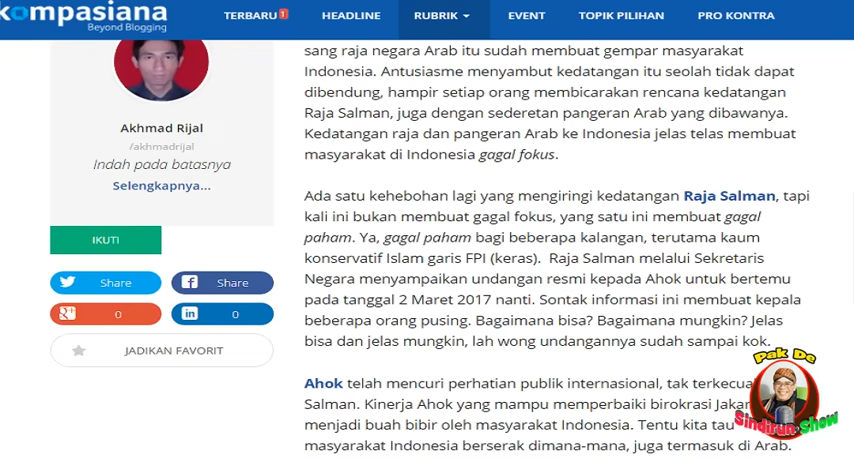 kompasiana
Beyond Blogging
TERBARU 1 HEADLINE RUBRIK EVENT TOPIK PILIHAN PRO KONTRA
Akhmad Rijal
/akhmadrijal
Indah pada batasnya
Selengkapnya...
IKUTI
Share Share
0 0
JADIKAN FAVORIT
sang raja negara Arab itu sudah membuat gempar masyarakat
Indonesia. Antusiasme menyambut kedatangan itu seolah tidak dapat
dibendung, hampir setiap orang membicarakan rencana kedatangan
Raja Salman, juga dengan sederetan pangeran Arab yang dibawanya.
Kedatangan raja dan pangeran Arab ke Indonesia jelas telas membuat
masyarakat di Indonesia gagal fokus.
Ada satu kehebohan lagi yang mengiringi kedatangan Raja Salman, tapi
kali ini bukan membuat gagal fokus, yang satu ini membuat gagal
paham. Ya, gagal paham bagi beberapa kalangan, terutama kaum
konservatif Islam garis FPI (keras). Raja Salman melalui Sekretaris
Negara menyampaikan undangan resmi kepada Ahok untuk bertemu
pada tanggal 2 Maret 2017 nanti. Sontak informasi ini membuat kepala
beberapa orang pusing. Bagaimana bisa? Bagaimana mungkin? Jelas
bisa dan jelas mungkin, lah wong undangannya sudah sampai kok.
Ahok telah mencuri perhatian publik internasional, tak
Salman. Kinerja Ahok yang mampu memperbaiki birokrasi
menjadi buah bibir oleh masyarakat Indonesia. Tentu kita
masyarakat Indonesia berserak dimana-mana, juga termasuk di Arab.
Pak De
Sindirun Show